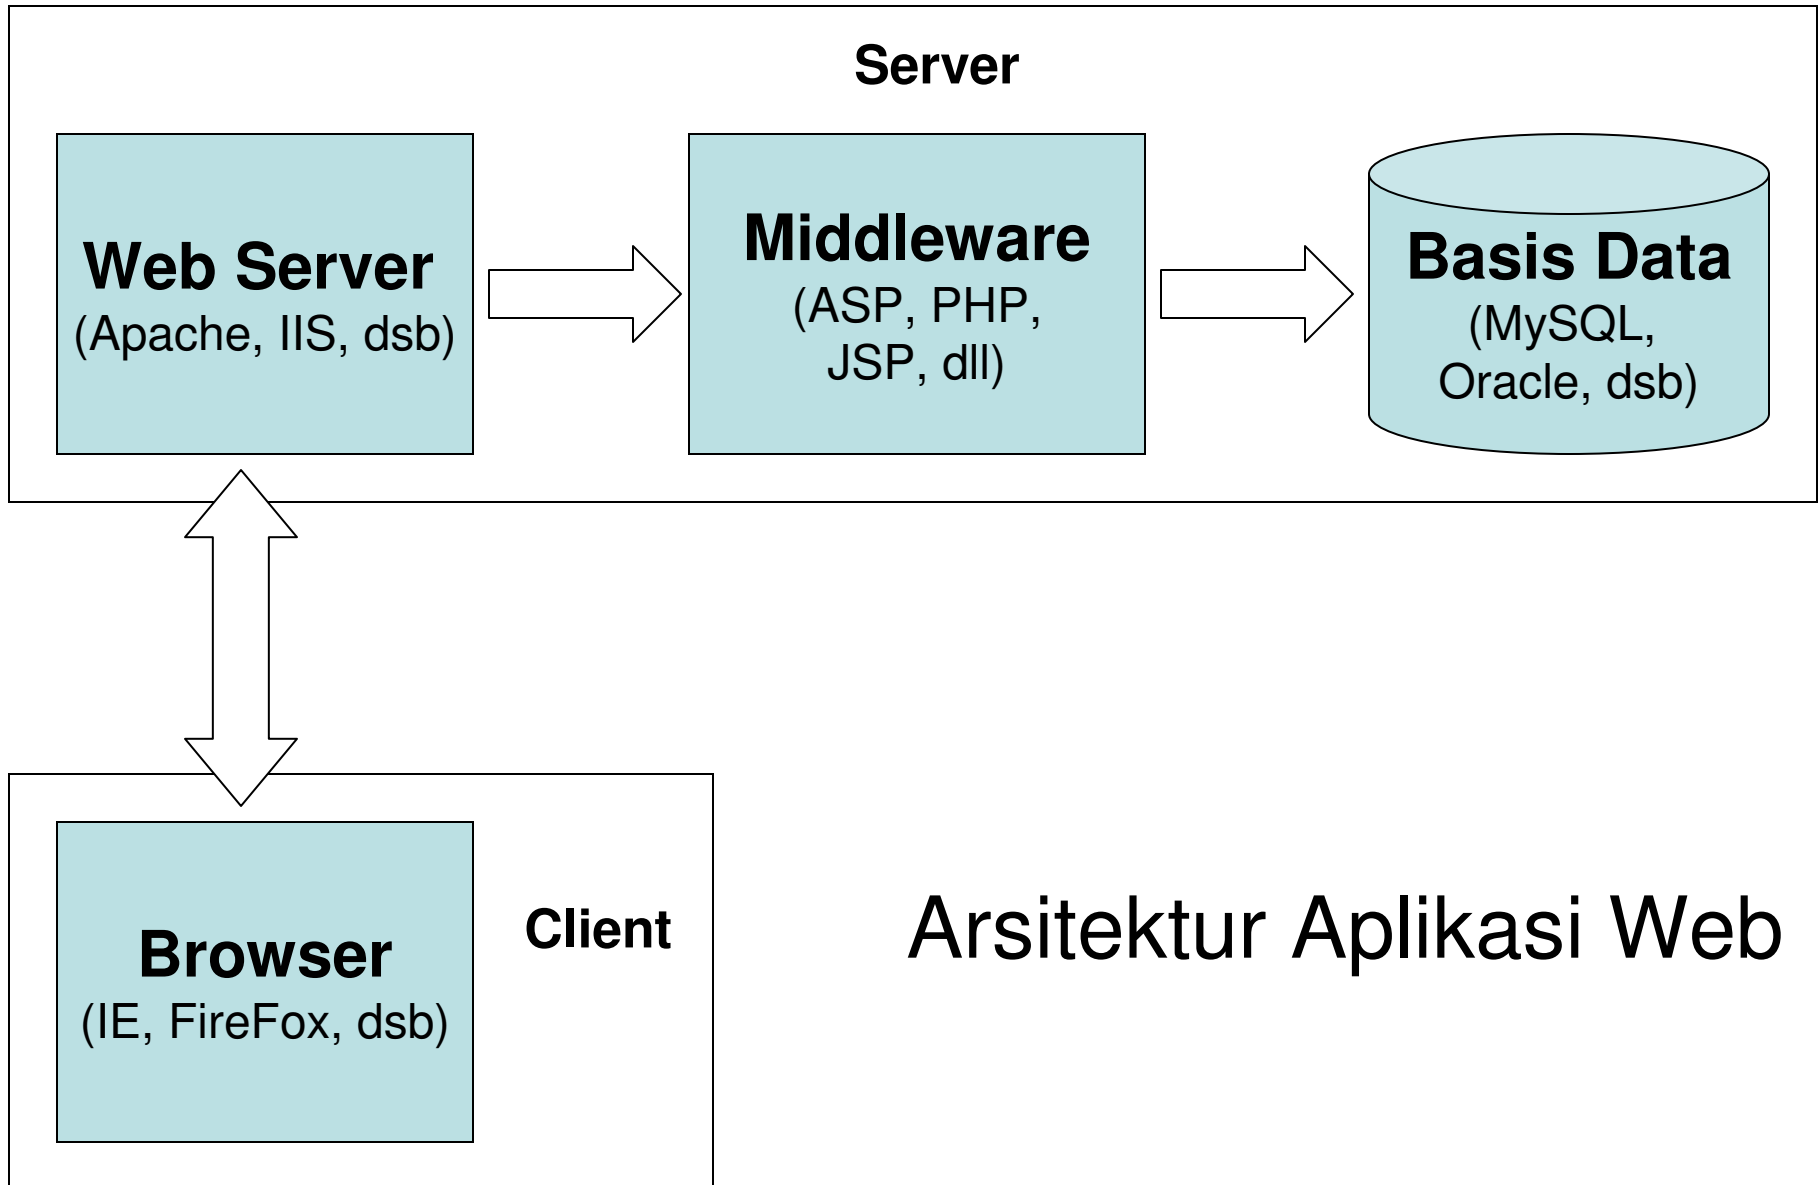 Server
Web Server
(Apache, IIS, dsb)
Middleware
(ASP, PHP,
JSP, dll)
Basis Data
(MySQL,
Oracle, dsb)
Browser
(IE, FireFox, dsb)
Client
Arsitektur Aplikasi Web